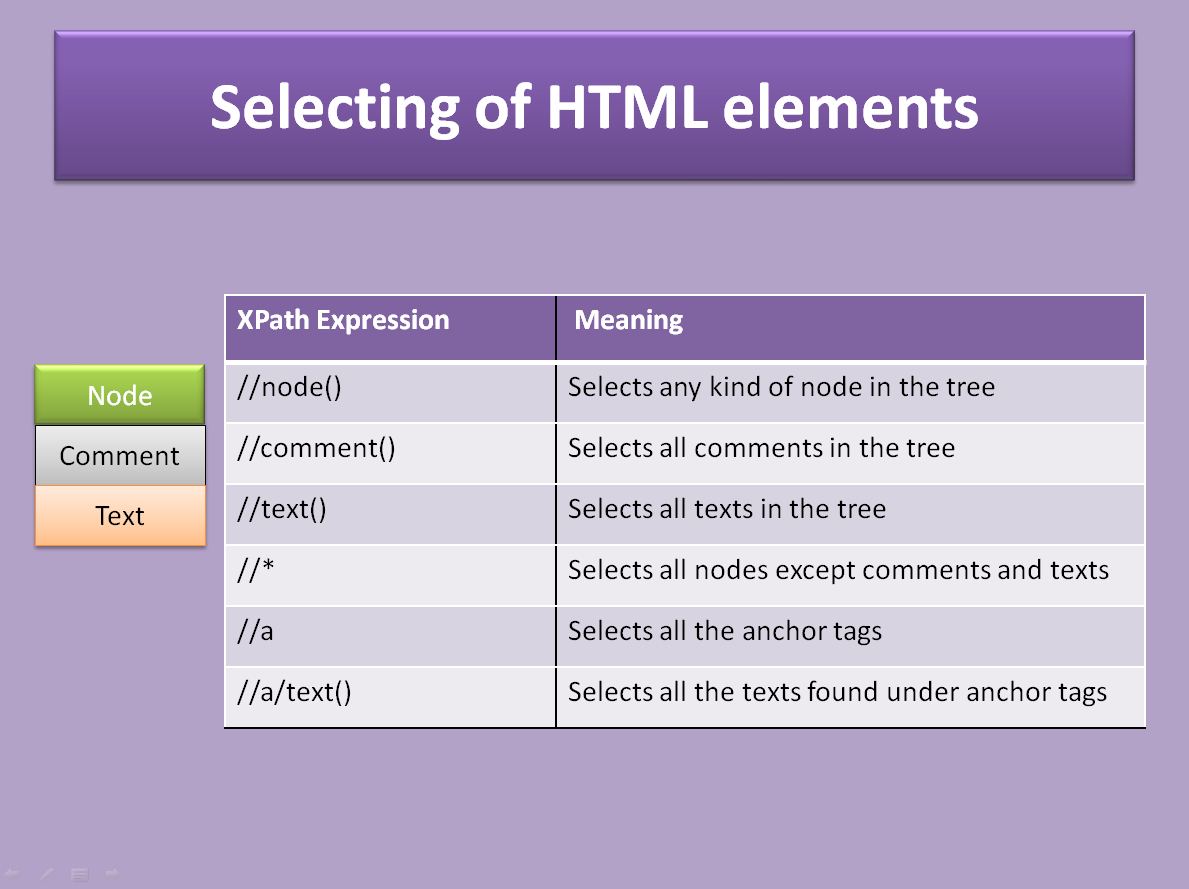 Selecting of HTML elements
XPath Expression Meaning
Node
Comment
Text
//node() Selects any kind of node in the tree
//comment() Selects all comments in the tree
//text() Selects all texts in the tree
//* Selects all nodes except comments and texts
//a Selects all the anchor tags
//a/text() Selects all the texts found under anchor tags